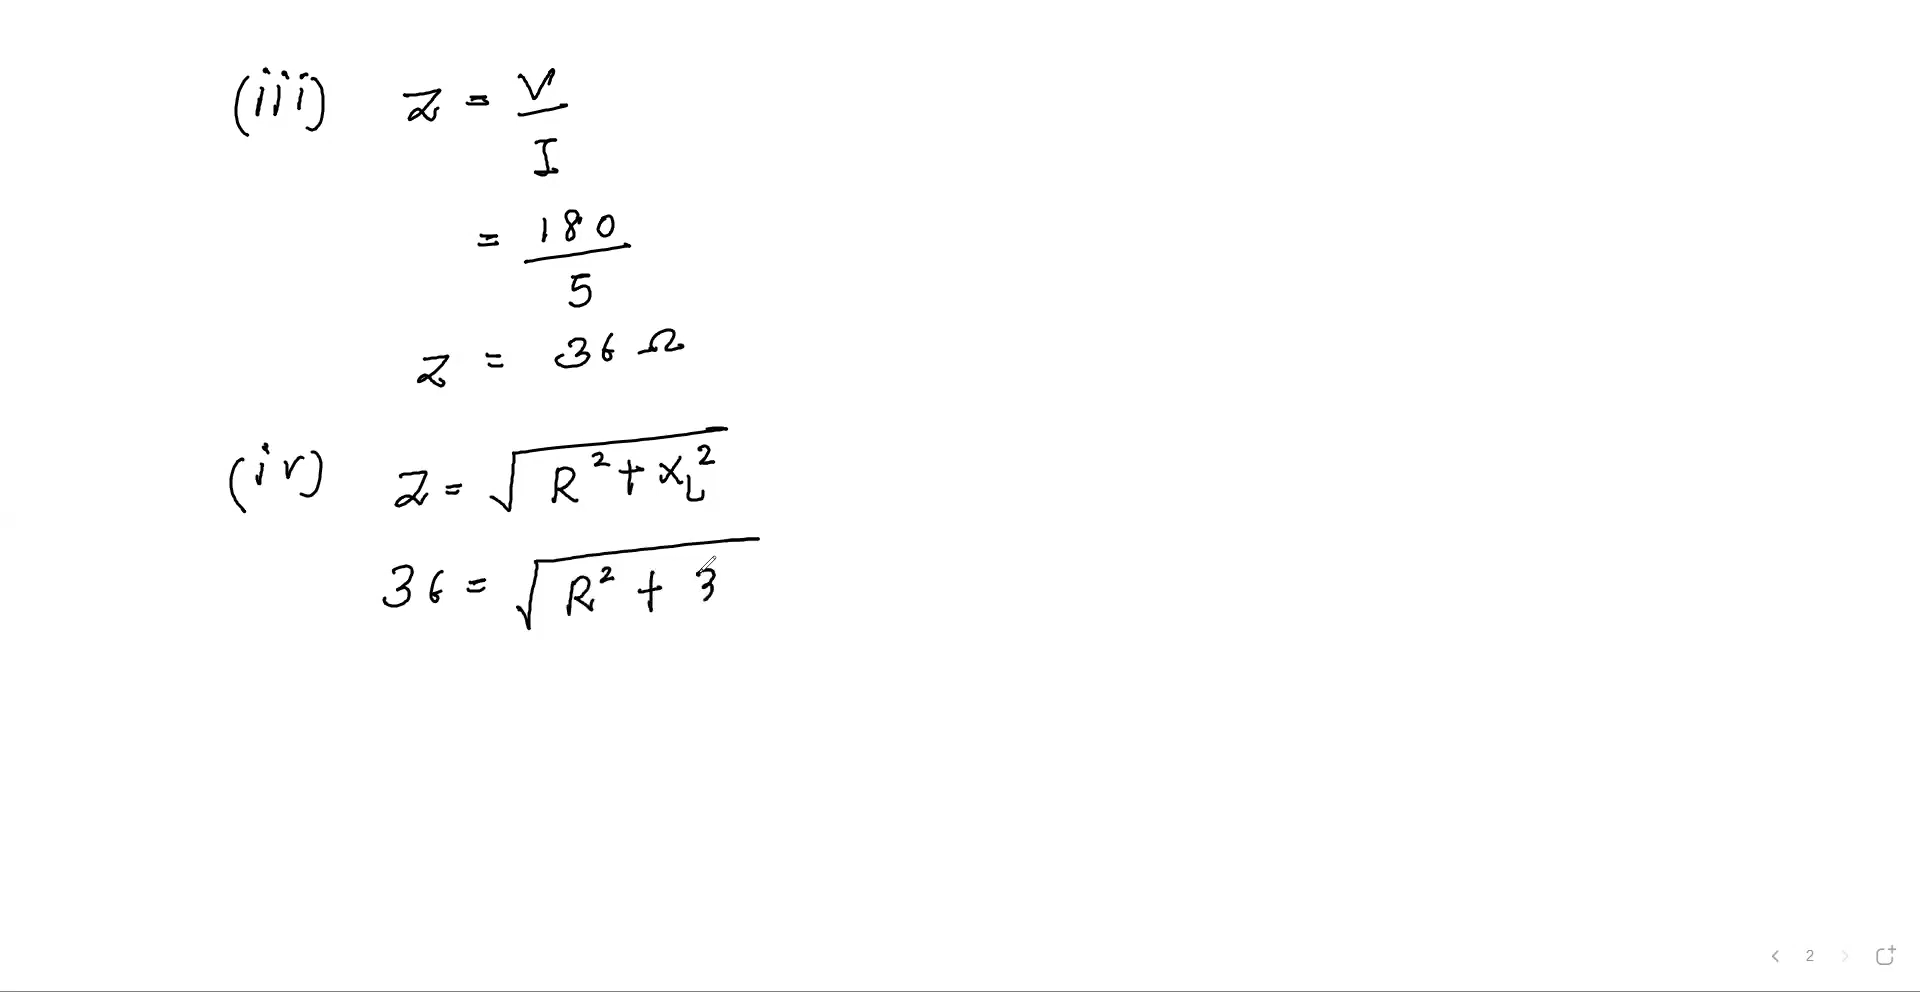 (iii) Z = V / I
= 180 / 5
Z = 36 Ω
(iv) Z = √(R² + X_L²)
36 = √(R² + 3
2